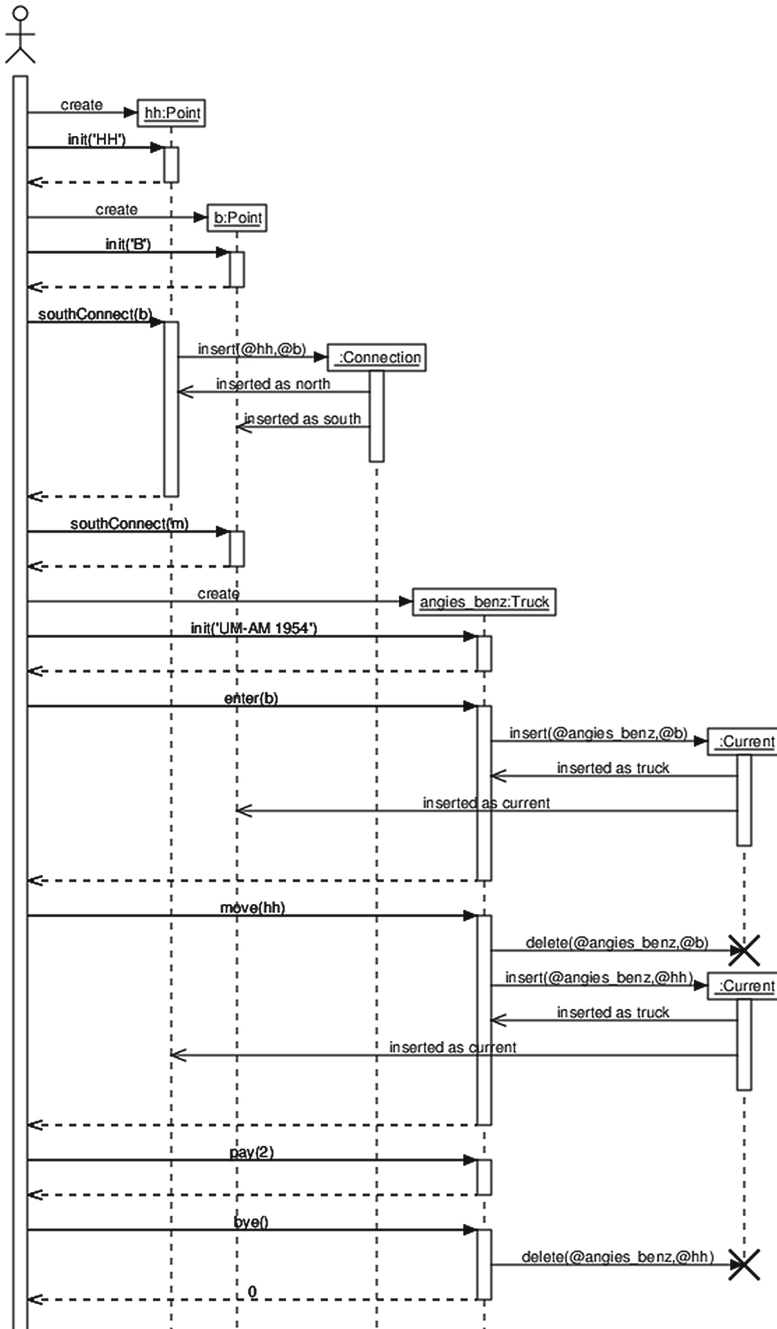 create
hh:Point
init('HH')
create
b:Point
init('B')
southConnect(b)
insert(@hh,@b)
:Connection
inserted as north
inserted as south
southConnect(m)
create
angies_benz:Truck
init('UM-AM 1954')
enter(b)
insert(@angies_benz,@b)
:Current
inserted as truck
inserted as current
move(hh)
delete(@angies_benz,@b)
insert(@angies_benz,@hh)
:Current
inserted as truck
inserted as current
pay(2)
bye()
delete(@angies_benz,@hh)
0